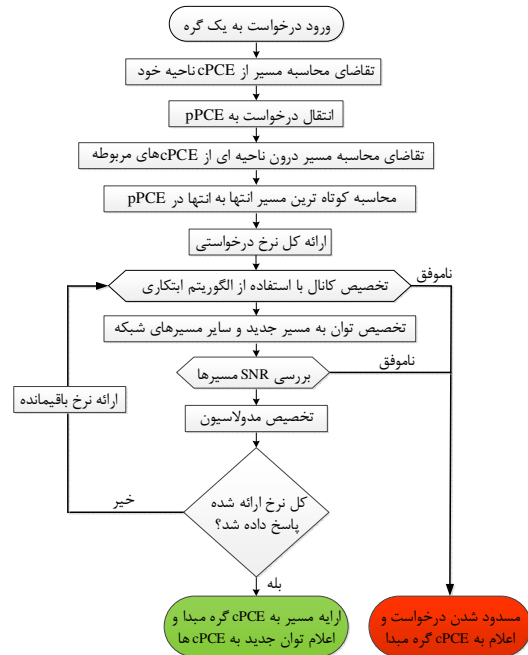 ورود درخواست به یک گره
تقاضای محاسبه مسیر از cPCE ناحیه خود
انتقال درخواست به pPCE
تقاضای محاسبه مسیر درون ناحیه ای از cPCEهای مربوطه
محاسبه کوتاه ترین مسیر انتها به انتها در pPCE
ارائه کل نرخ درخواستی
ناموفق
تخصیص کانال با استفاده از الگوریتم ابتکاری
تخصیص توان به مسیر جدید و سایر مسیرهای شبکه
ناموفق
بررسی SNR مسیرها
ارائه نرخ باقیمانده
تخصیص مدولاسیون
کل نرخ ارائه شده
پاسخ داده شد؟
خیر
بله
ارایه مسیر به cPCE گره مبدا و
اعلام توان جدید به cPCE ها
مسدود شدن درخواست و
اعلام به cPCE گره مبدا